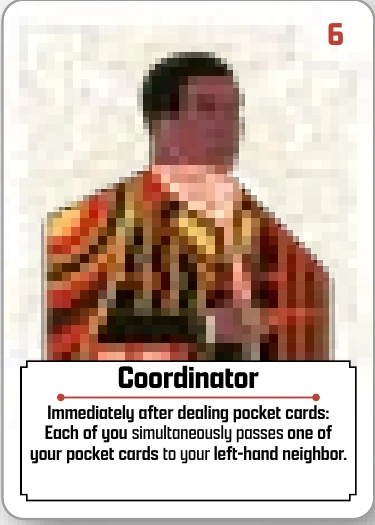 6
Coordinator
Immediately after dealing pocket cards:
Each of you simultaneously passes one of
your pocket cards to your left-hand neighbor.